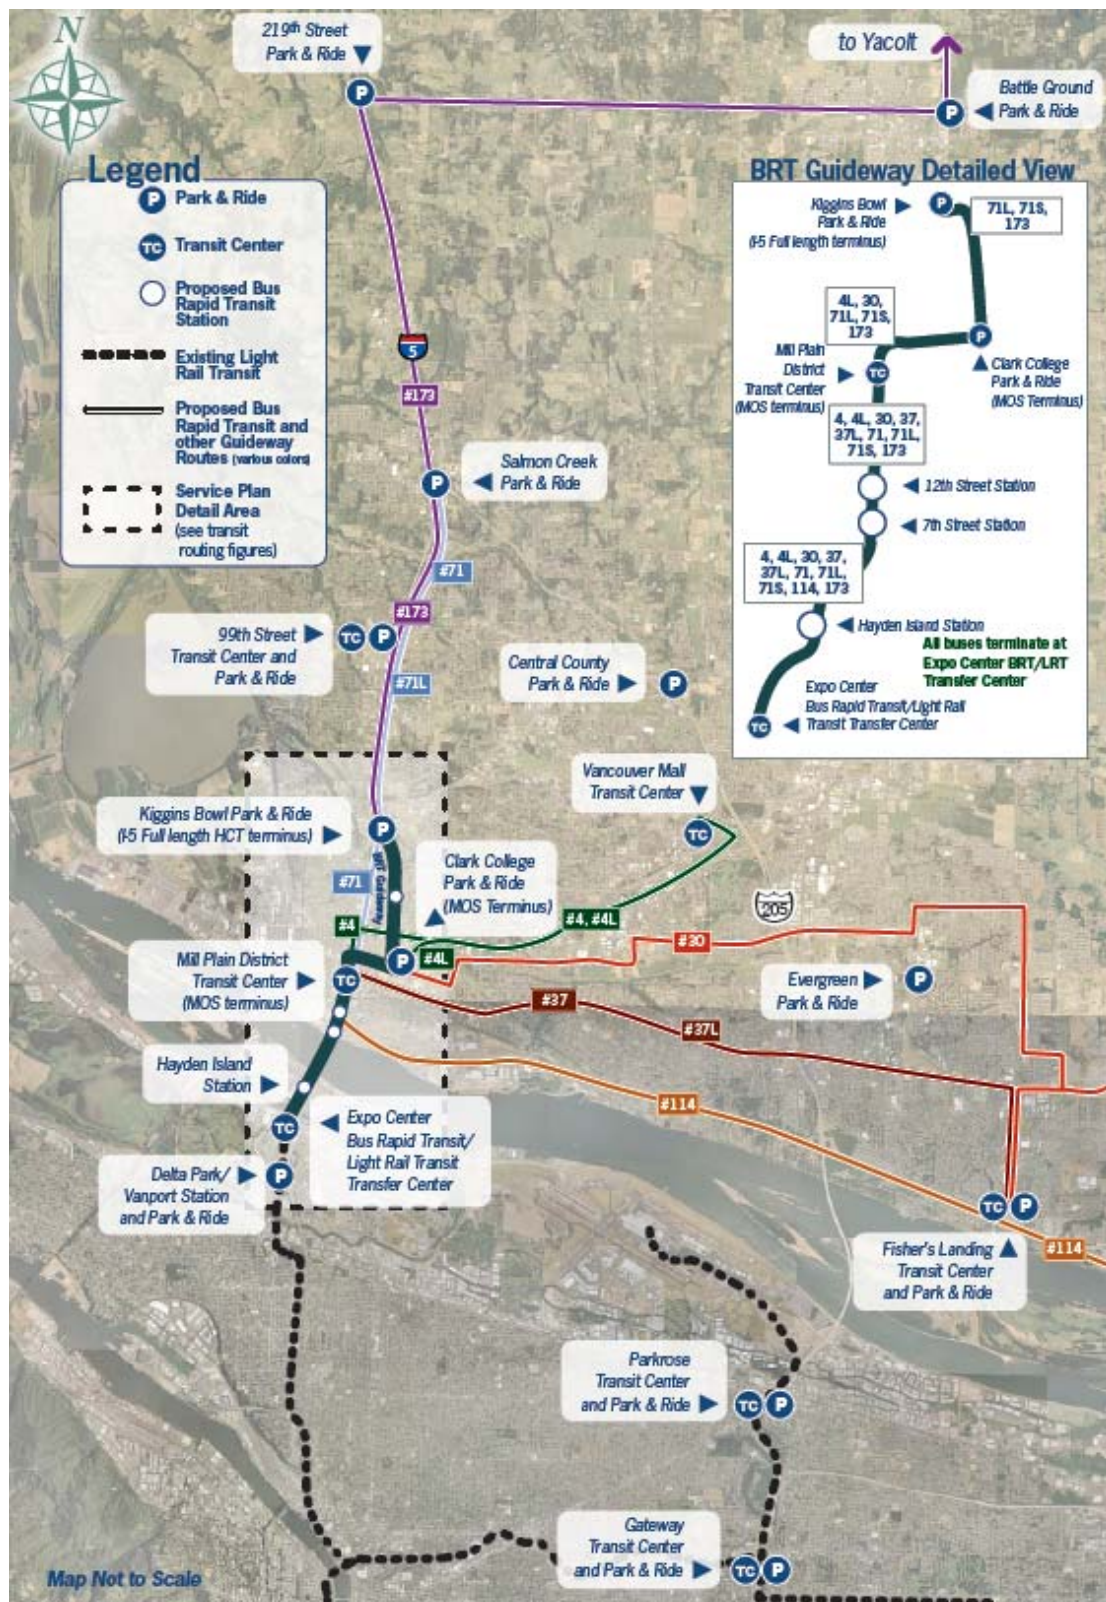 N
219th Street
Park & Ride
to Yacolt
Battle Ground
Park & Ride
Legend
Park & Ride
Transit Center
Proposed Bus
Rapid Transit
Station
Existing Light
Rail Transit
Proposed Bus
Rapid Transit and
other Guideway
Routes (various colors)
Service Plan
Detail Area
(see transit
routing figures)
P
TC
BRT Guideway Detailed View
Kiggins Bowl
Park & Ride
(I-5 Full length terminus)
P
71L, 71S,
173
4L, 30,
71L, 71S,
173
Mill Plain
District
Transit Center
(MOS terminus)
TC
P
Clark College
Park & Ride
(MOS Terminus)
4, 4L, 30, 37,
37L, 71, 71L,
71S, 173
12th Street Station
7th Street Station
4, 4L, 30, 37,
37L, 71, 71L,
71S, 114, 173
Hayden Island Station
All buses terminate at
Expo Center BRT/LRT
Transfer Center
Expo Center
Bus Rapid Transit/Light Rail
Transit Transfer Center
TC
P
P
5
#173
Salmon Creek
Park & Ride
P
#71
#173
99th Street
Transit Center and
Park & Ride
TC
P
#71L
Central County
Park & Ride
P
Vancouver Mall
Transit Center
TC
Kiggins Bowl Park & Ride
(I-5 Full length HCT terminus)
P
#71
BRT Guideway
Clark College
Park & Ride
(MOS Terminus)
205
#4
#4, #4L
#4L
P
#30
Mill Plain District
Transit Center
(MOS terminus)
TC
Evergreen
Park & Ride
P
#37
#37L
Hayden Island
Station
#114
Expo Center
Bus Rapid Transit/
Light Rail Transit
Transfer Center
TC
Delta Park/
Vanport Station
and Park & Ride
P
TC
P
Fisher's Landing
Transit Center
and Park & Ride
#114
Parkrose
Transit Center
and Park & Ride
TC
P
Gateway
Transit Center
and Park & Ride
TC
P
Map Not to Scale